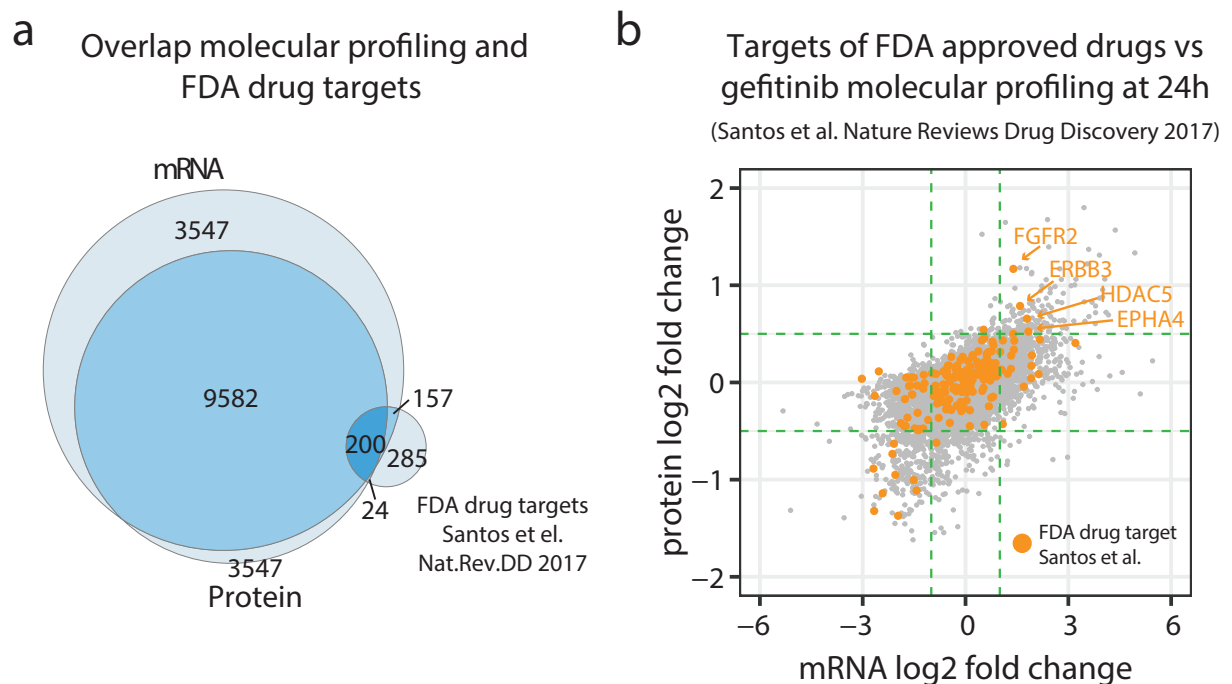 a
Overlap molecular profiling and
FDA drug targets
mRNA
3547
9582
157
200
285
24
FDA drug targets
Santos et el.
Nat.Rev.DD 2017
3547
Protein
b
Targets of FDA approved drugs vs
gefitinib molecular profiling at 24h
(Santos et al. Nature Reviews Drug Discovery 2017)
protein log2 fold change
2
1
0
−1
−2
FGFR2
ERBB3
HDAC5
EPHA4
FDA drug target
Santos et al.
−6
−3
0
3
6
mRNA log2 fold change